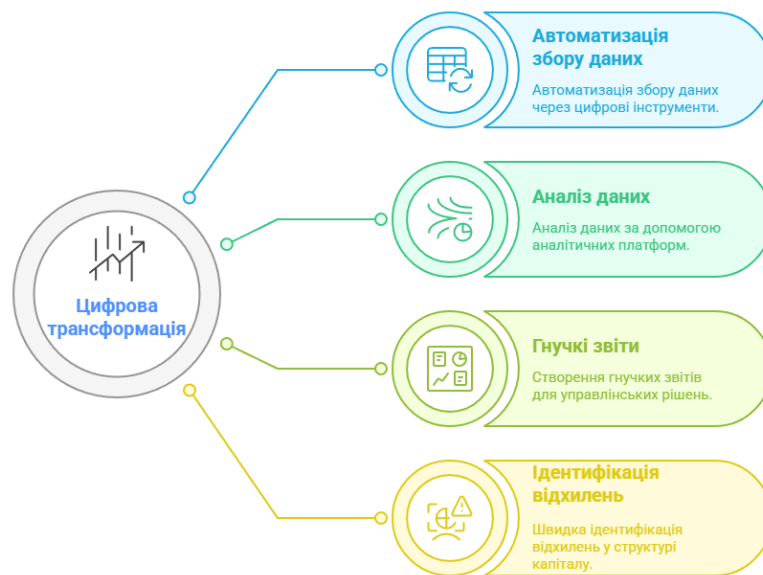 Цифрова
трансформація
Автоматизація
збору даних
Автоматизація збору даних
через цифрові інструменти.
Аналіз даних
Аналіз даних за допомогою
аналітичних платформ.
Гнучкі звіти
Створення гнучких звітів
для управлінських рішень.
Ідентифікація
відхилень
Швидка ідентифікація
відхилень у структурі
капіталу.